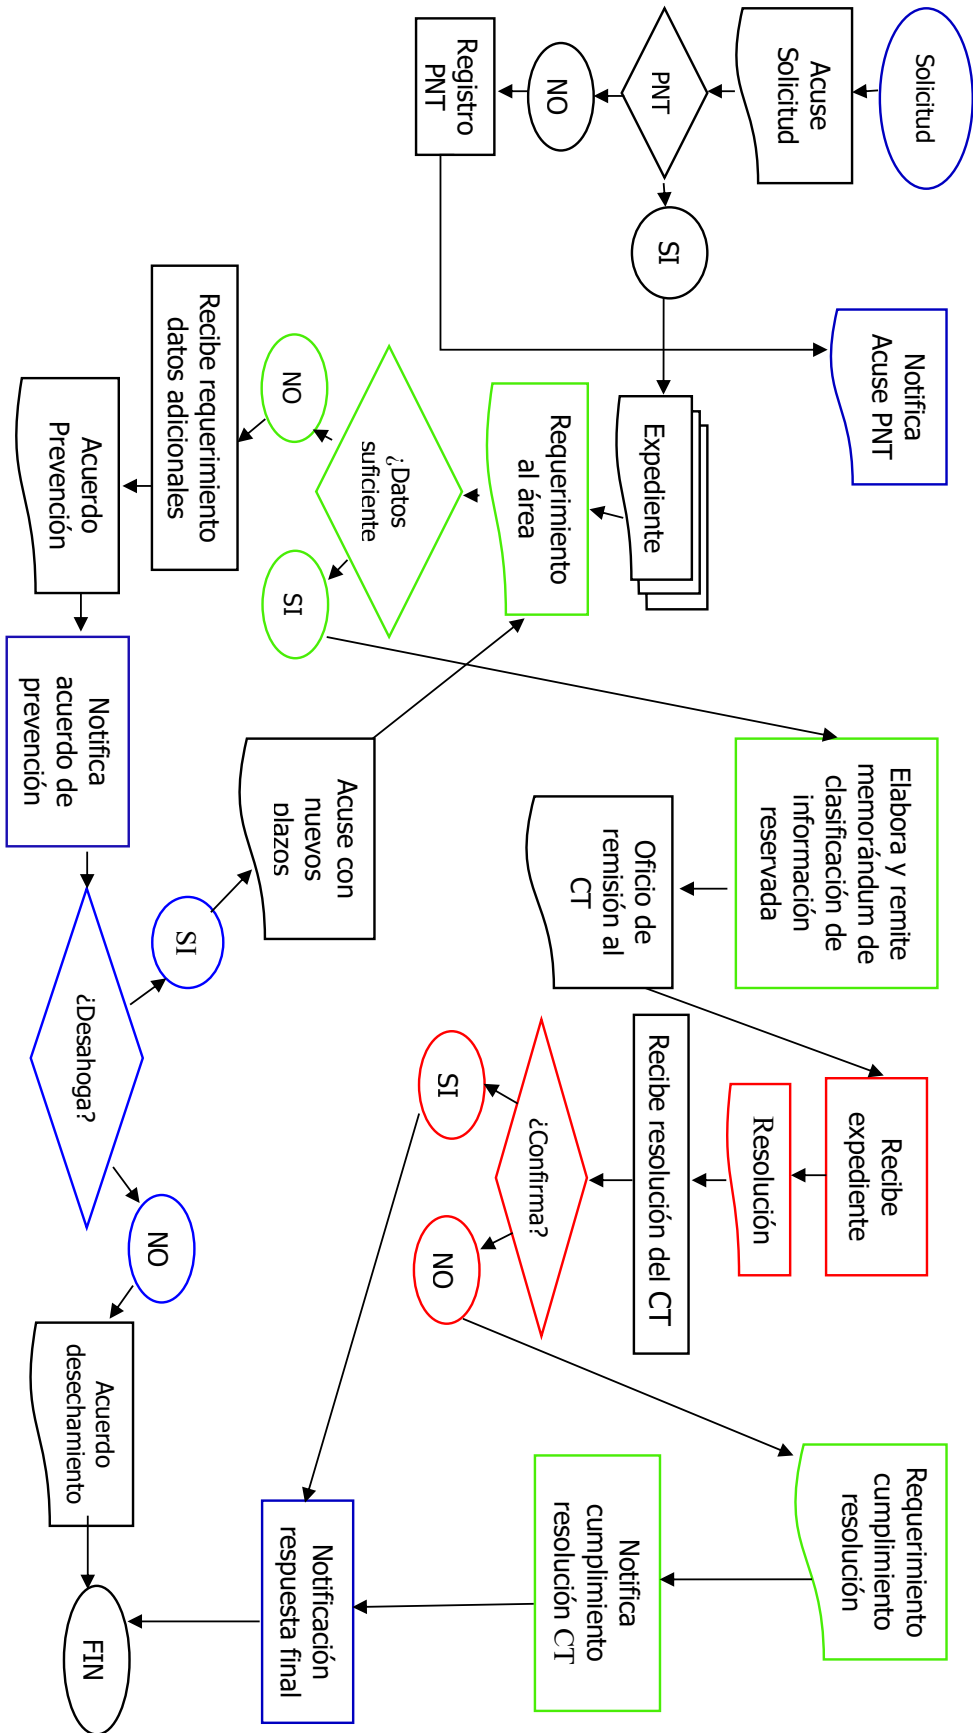 Solicitud
Acuse
Solicitud
PNT
NO
Registro
PNT
SI
Notifica
Acuse PNT
Expediente
Requerimiento
al área
¿Datos
suficiente
NO
SI
Recibe requerimiento
datos adicionales
Acuerdo
Prevención
Notifica
acuerdo de
prevención
¿Desahoga?
SI
Acuse con
nuevos
plazos
NO
Acuerdo
desechamiento
Elabora y remite
memorándum de
clasificación de
información
reservada
Oficio de
remisión al
CT
Recibe
expediente
Resolución
Recibe resolución del CT
¿Confirma?
SI
NO
Requerimiento
cumplimiento
resolución
Notifica
cumplimiento
resolución CT
Notificación
respuesta final
FIN